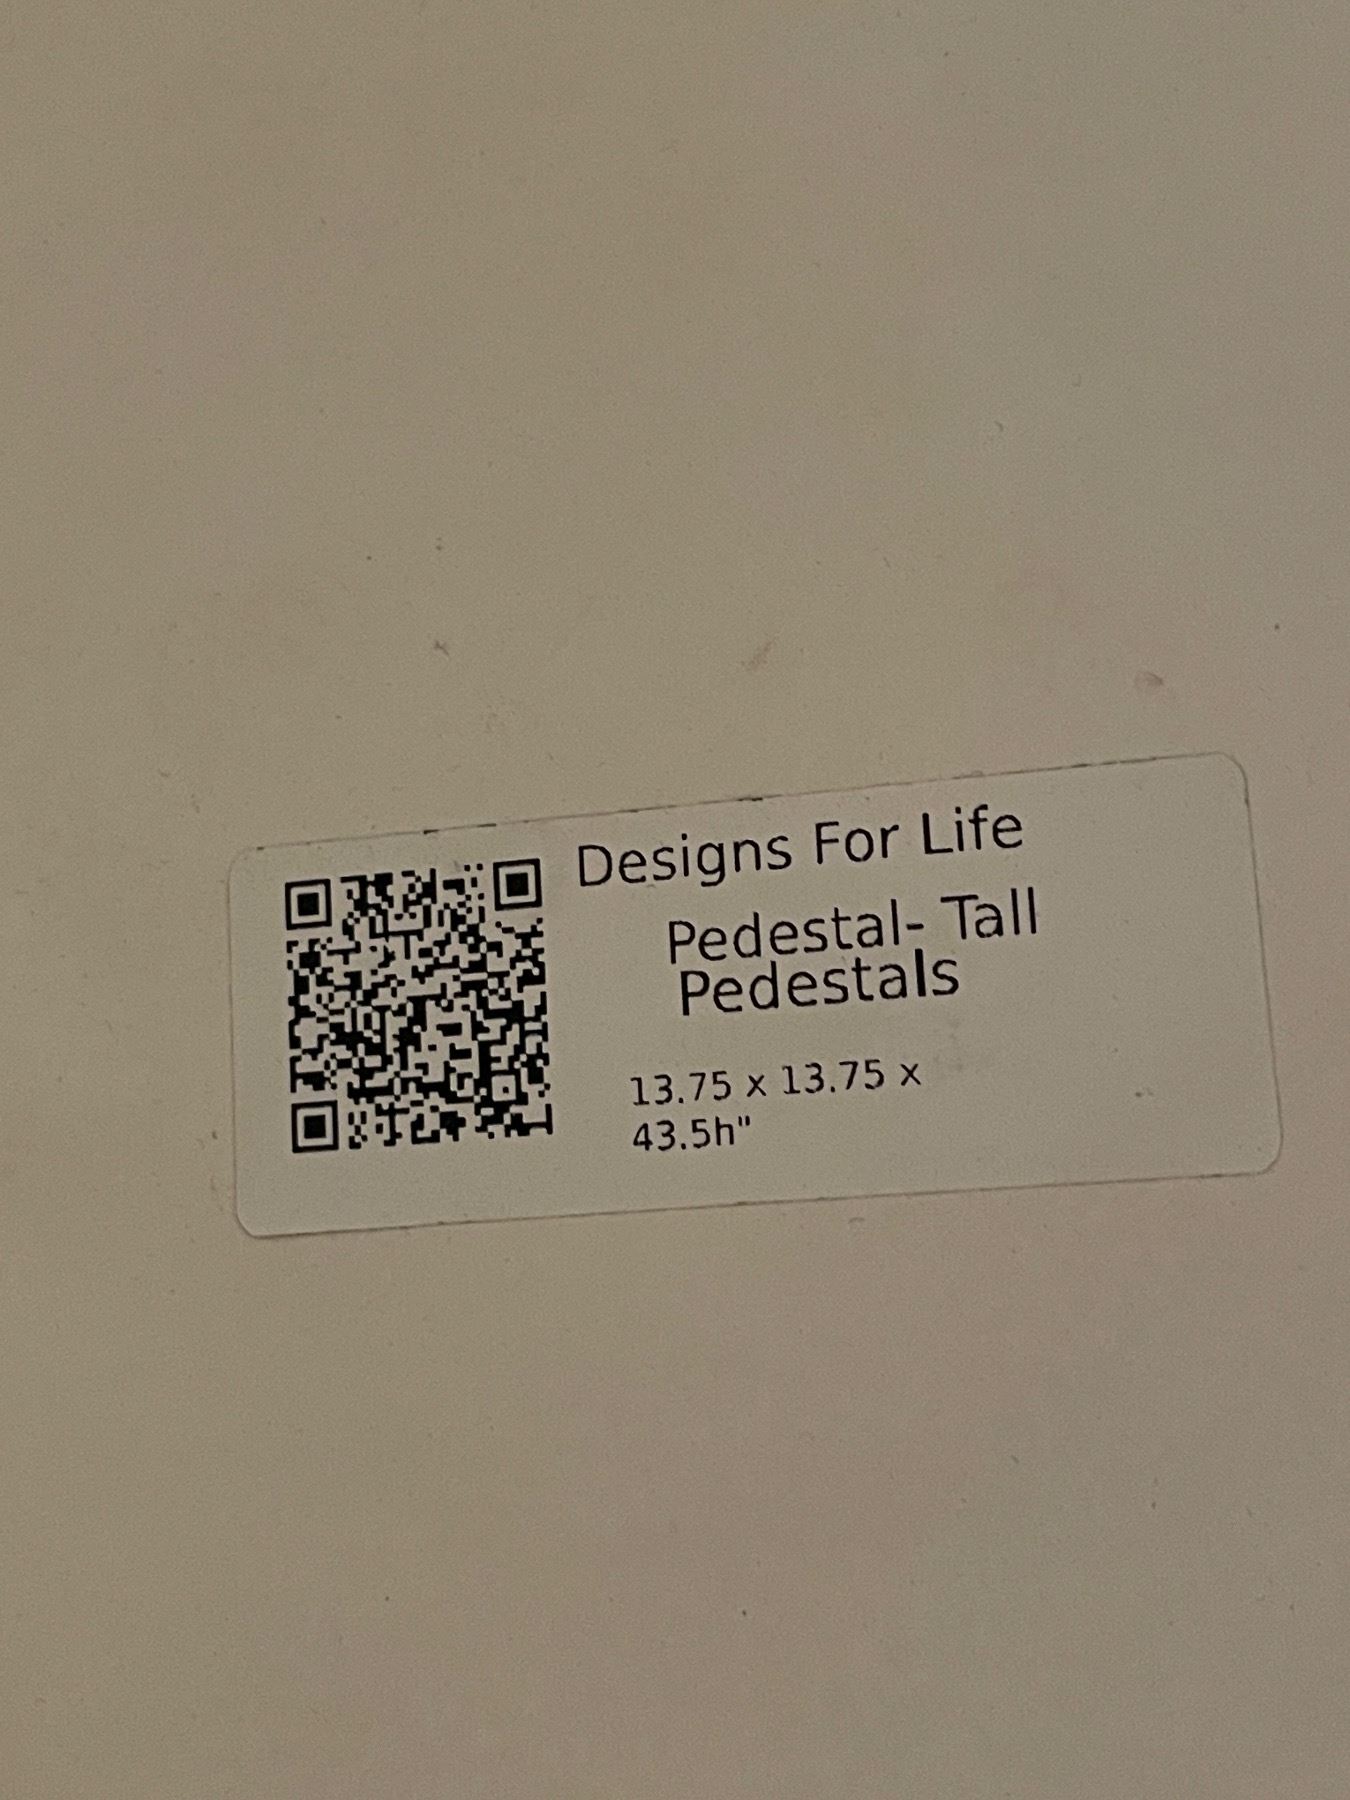 Designs For Life
Pedestal- Tall
Pedestals
13.75 x 13.75 x
43.5h"